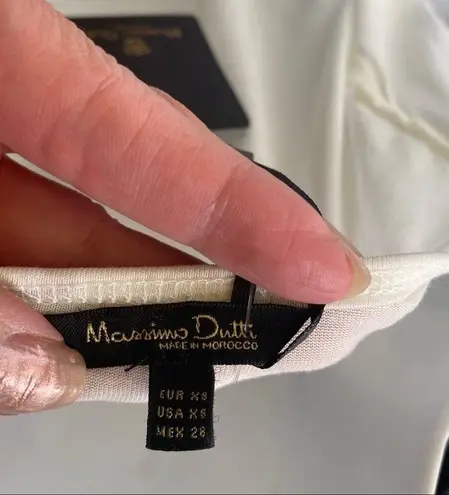 Massimo Dutti
MADE IN MOROCCO
EUR XS
USA XS
MEX 26